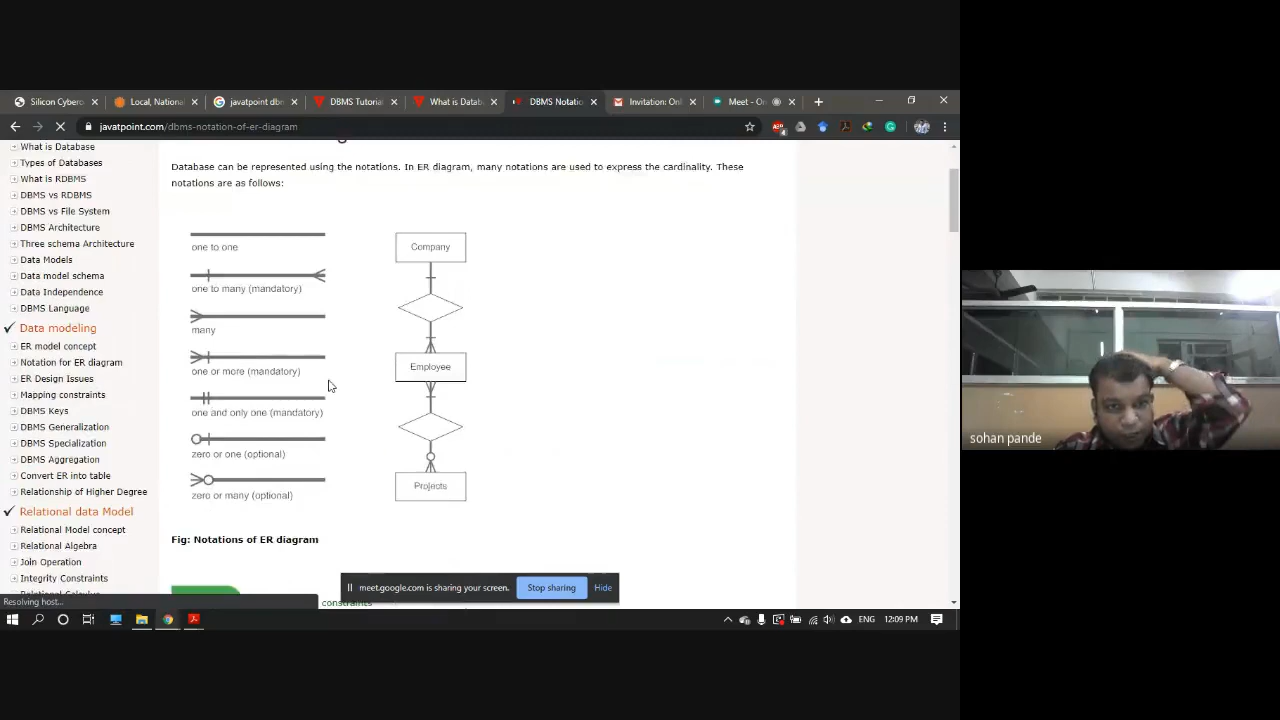 Silicon Cybero
Local, National
javatpoint dbm
DBMS Tutorial
What is Datab
DBMS Notatio
Invitation: Onl
Meet - On
javatpoint.com/dbms-notation-of-er-diagram
What is Database
Types of Databases
What is RDBMS
DBMS vs RDBMS
DBMS vs File System
DBMS Architecture
Three schema Architecture
Data Models
Data model schema
Data Independence
DBMS Language
Data modeling
ER model concept
Notation for ER diagram
ER Design Issues
Mapping constraints
DBMS Keys
DBMS Generalization
DBMS Specialization
DBMS Aggregation
Convert ER into table
Relationship of Higher Degree
Relational data Model
Relational Model concept
Relational Algebra
Join Operation
Integrity Constraints
Relational Calculus
Resolving host...
Database can be represented using the notations. In ER diagram, many notations are used to express the cardinality. These
notations are as follows:
one to one
one to many (mandatory)
many
one or more (mandatory)
one and only one (mandatory)
zero or one (optional)
zero or many (optional)
Company
Employee
Projects
Fig: Notations of ER diagram
constraints
meet.google.com is sharing your screen.
Stop sharing
Hide
ENG
12:09 PM
sohan pande